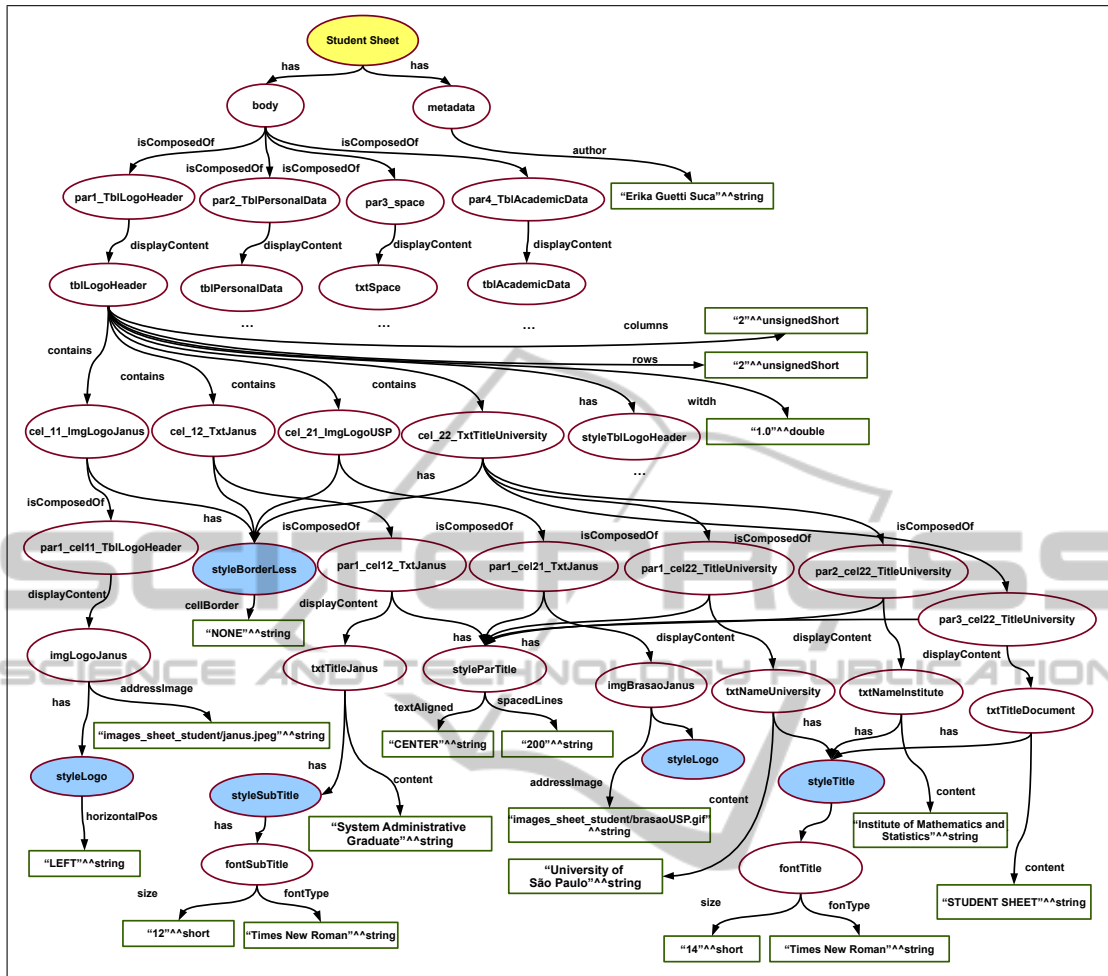 Student Sheet
has
has
body
metadata
isComposedOf
isComposedOf
author
isComposedOf
isComposedOf
par1_TblLogoHeader
par2_TblPersonalData
par3_space
par4_TblAcademicData
“Erika Guetti Suca”^^string
displayContent
displayContent
displayContent
displayContent
tblLogoHeader
tblPersonalData
txtSpace
tblAcademicData
...
...
...
columns
“2”^^unsignedShort
contains
rows
“2”^^unsignedShort
contains
contains
contains
has
witdh
cel_11_ImgLogoJanus
cel_12_TxtJanus
cel_21_ImgLogoUSP
cel_22_TxtTitleUniversity
styleTblLogoHeader
“1.0”^^double
...
has
isComposedOf
has
isComposedOf
isComposedOf
isComposedOf
isComposedOf
par1_cel11_TblLogoHeader
styleBorderLess
par1_cel12_TxtJanus
par1_cel21_TxtJanus
par1_cel22_TitleUniversity
par2_cel22_TitleUniversity
SCITEPRESS
displayContent
cellBorder
displayContent
par3_cel22_TitleUniversity
“NONE”^^string
has
has
displayContent
displayContent
displayContent
imgLogoJanus
txtTitleJanus
styleParTitle
imgBrasaoJanus
txtNameUniversity
txtNameInstitute
txtTitleDocument
SCIENCE AND TECHNOLOGY PUBLICATIONS
addressImage
has
textAligned
spacedLines
has
has
“images_sheet_student/janus.jpeg”^^string
“CENTER”^^string
“200”^^string
styleLogo
styleLogo
has
styleSubTitle
content
addressImage
styleTitle
content
content
horizontalPos
has
“System Administrative
Graduate”^^string
“images_sheet_student/brasaoUSP.gif”
^^string
“Institute of Mathematics and
Statistics”^^string
“LEFT”^^string
fontSubTitle
“University of
São Paulo”^^string
fontTitle
content
size
fontType
size
fonType
“STUDENT SHEET”^^string
“12”^^short
“Times New Roman”^^string
“14”^^short
“Times New Roman”^^string